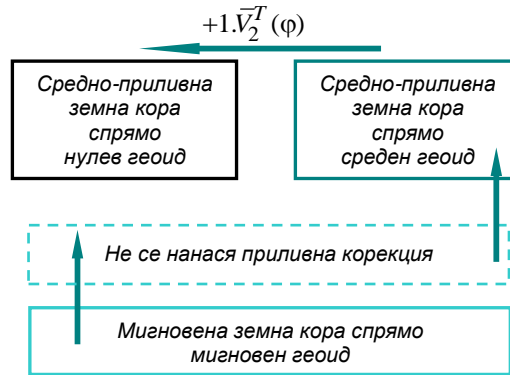 +1.V̅₂ᵀ(φ)
Средно-приливна
земна кора
спрямо
нулев геоид
Средно-приливна
земна кора
спрямо
среден геоид
Не се нанася приливна корекция
Мигновена земна кора спрямо
мигновен геоид